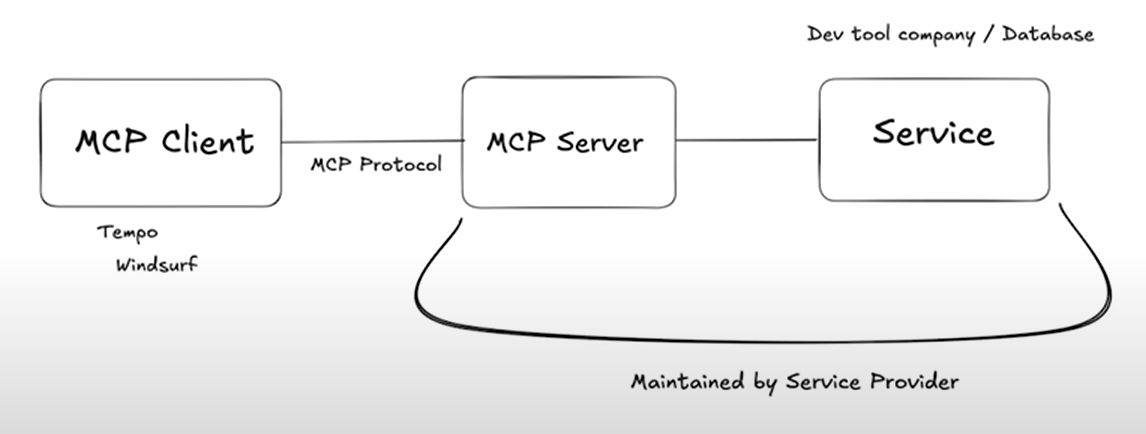 Dev tool company / Database
MCP Client
MCP Protocol
MCP Server
Service
Tempo
Windsurf
Maintained by Service Provider